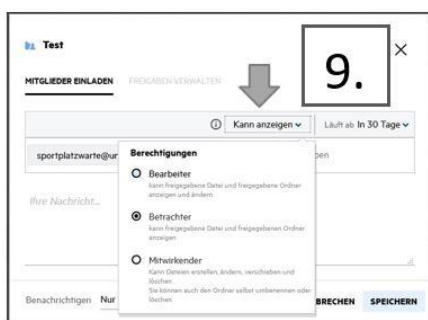 Test
9.
MITGLIEDER EINLADEN FREIGABEN VERWALTEN
Kann anzeigen Läuft ab In 30 Tage
sportplatzwarte@un
Berechtigungen
Bearbeiter
kann freigegebene Datei und freigegebene Ordner
anzeigen und ändern
Ihre Nachricht...
Betrachter
kann freigegebene Datei und freigegebenen Ordner
anzeigen
Mitwirkender
Kann Dateien erstellen, ändern, verschieben und
löschen
Sie können auch den Ordner selbst umbenennen oder
löschen
Benachrichtigen Nur BRECHEN SPEICHERN